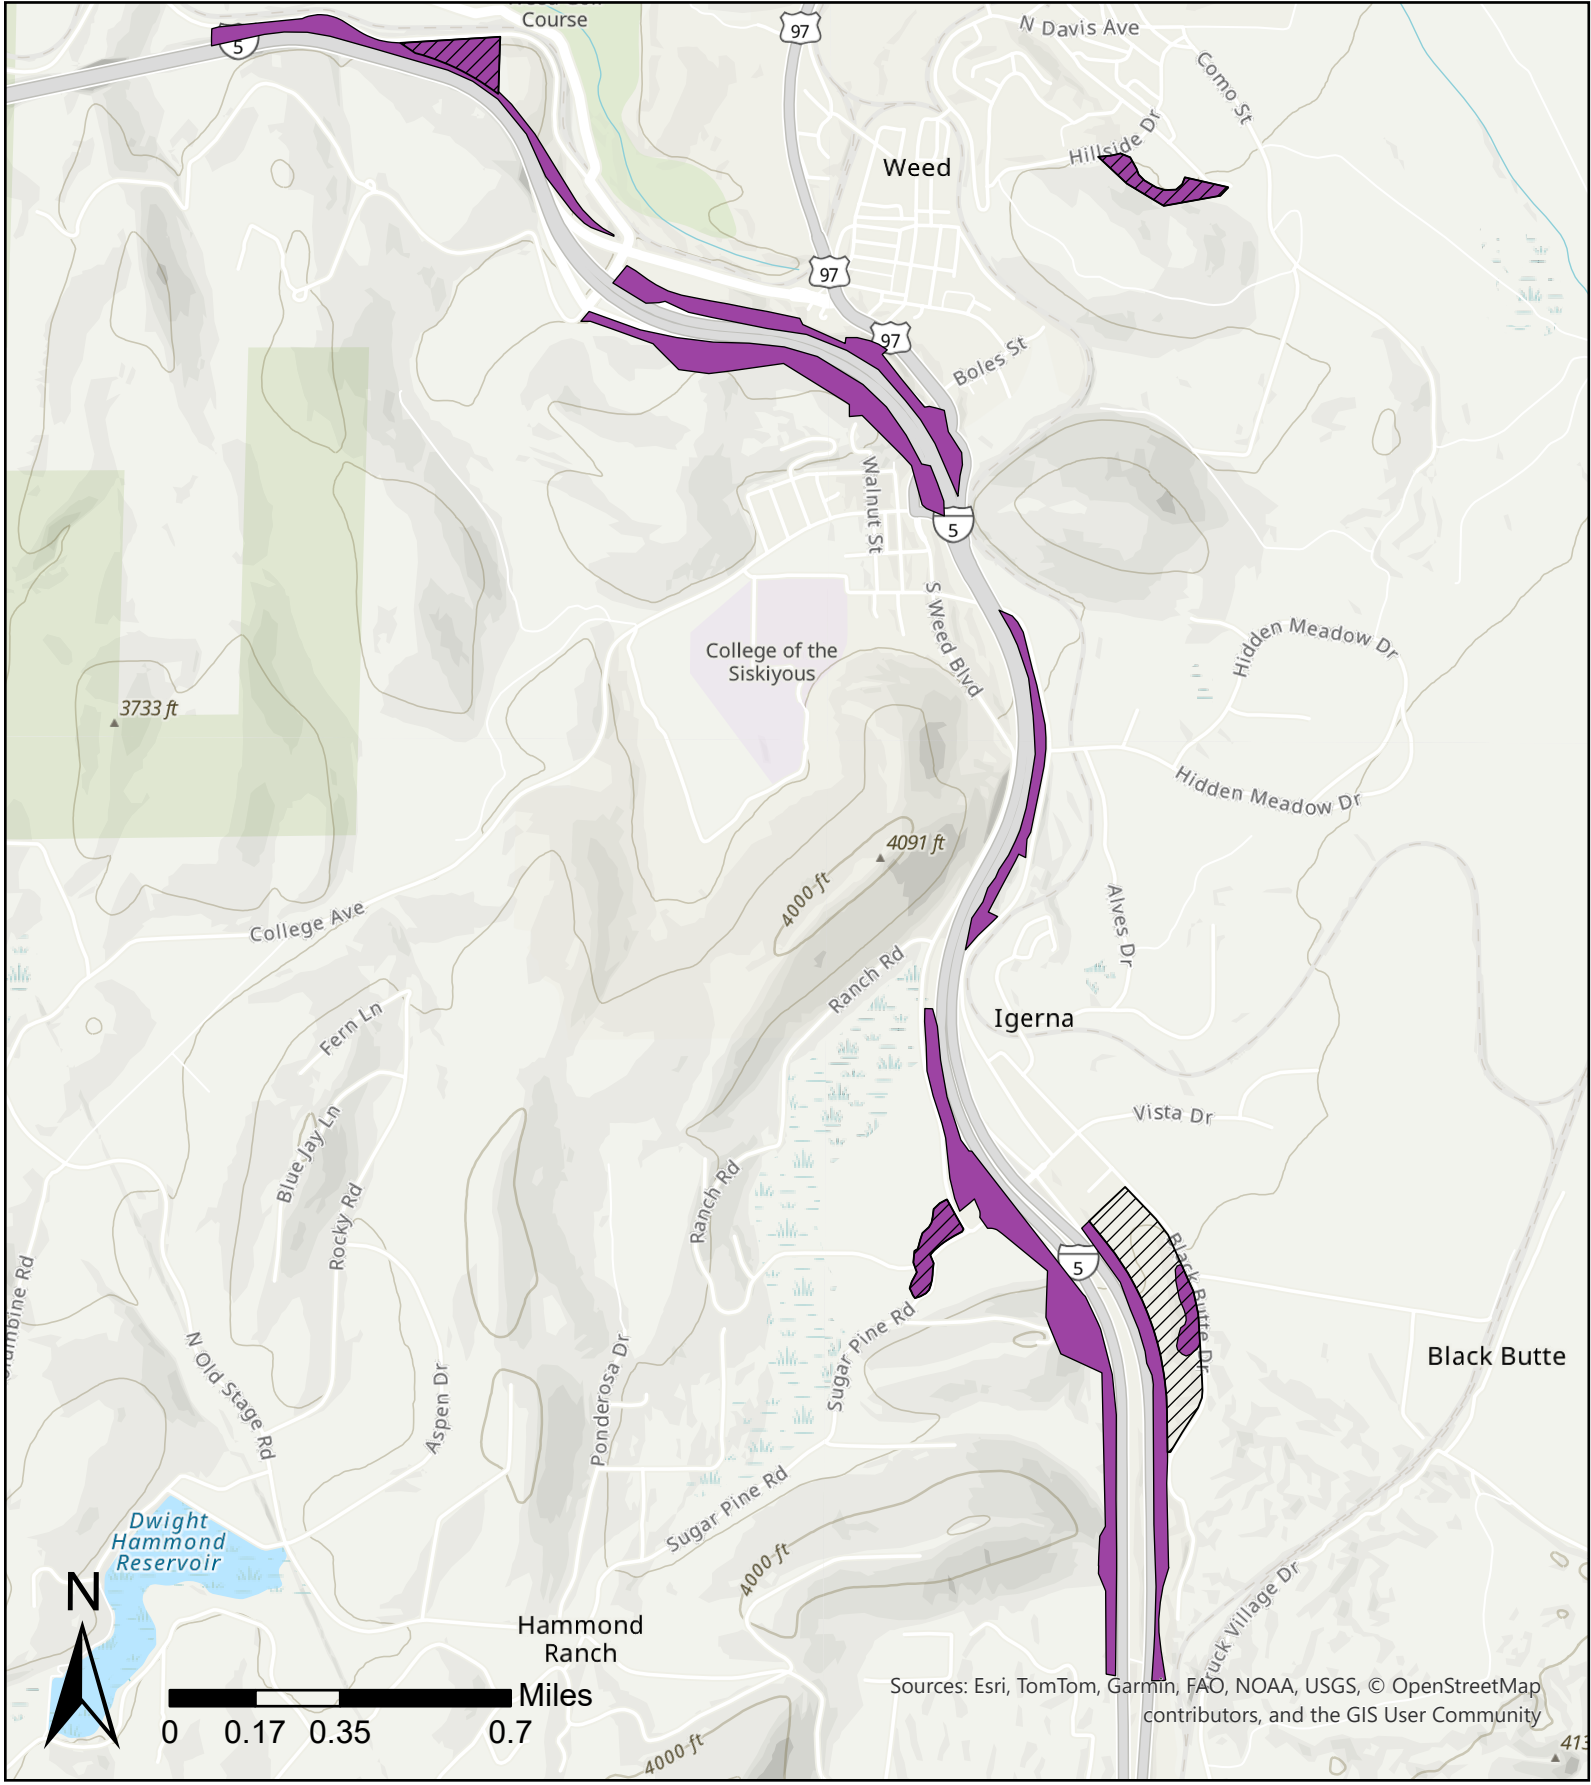 Course
5
97
N Davis Ave
Como St
Hillside Dr
Weed
97
97
Boles St
Walnut St
5
S Weed Blvd
College of the
Siskiyous
Hidden Meadow Dr
3733 ft
Hidden Meadow Dr
4091 ft
4000 ft
College Ave
Alves Dr
Ranch Rd
Fern Ln
Igerna
Blue Jay Ln
Vista Dr
Ranch Rd
Rocky Rd
5
Black Butte Dr
Sugar Pine Rd
N Old Stage Rd
Aspen Dr
Ponderosa Dr
Black Butte
Sugar Pine Rd
Dwight
Hammond
Reservoir
4000 ft
N
Hammond
Ranch
Village Dr
Miles
0 0.17 0.35 0.7
Sources: Esri, TomTom, Garmin, FAO, NOAA, USGS, © OpenStreetMap
contributors, and the GIS User Community
4000 ft
413